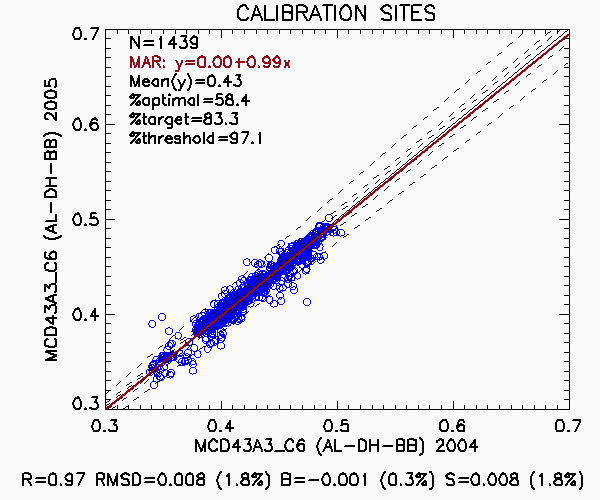 CALIBRATION SITES
N=1439
MAR: y=0.00+0.99x
Mean(y)=0.43
%optimal=58.4
%target=83.3
%threshold=97.1
MCD43A3_C6 (AL-DH-BB) 2005
0.7
0.6
0.5
0.4
0.3
0.3 0.4 0.5 0.6 0.7
MCD43A3_C6 (AL-DH-BB) 2004
R=0.97 RMSD=0.008 (1.8%) B=-0.001 (0.3%) S=0.008 (1.8%)